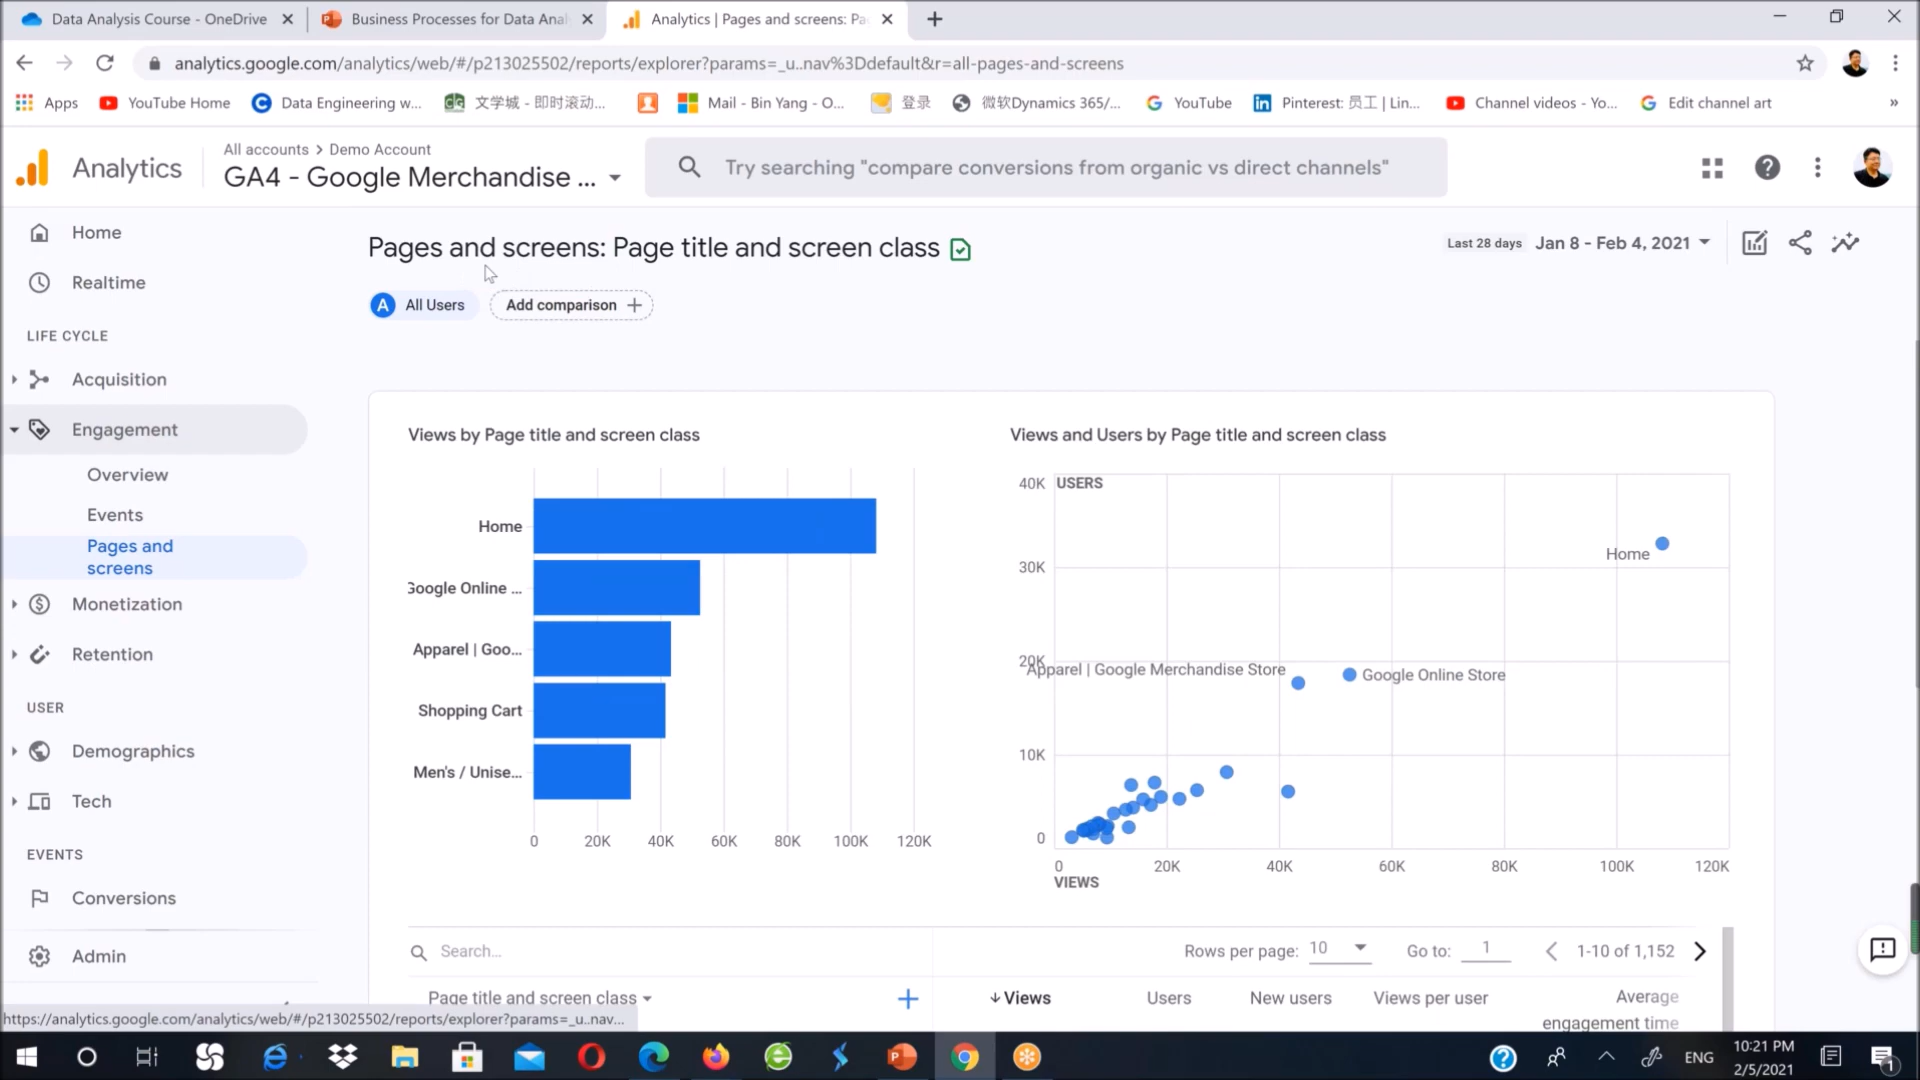 Data Analysis Course - OneDrive
Business Processes for Data Anal
Analytics | Pages and screens: Pa
analytics.google.com/analytics/web/#/p213025502/reports/explorer?params=_u..nav%3Ddefault&r=all-pages-and-screens
Apps
YouTube Home
Data Engineering w...
文学城 - 即时滚动...
Mail - Bin Yang - O...
登录
微软Dynamics 365/...
YouTube
Pinterest: 员工 | Lin...
Channel videos - Yo...
Edit channel art
»
Analytics
All accounts > Demo Account
GA4 - Google Merchandise ...
Try searching "compare conversions from organic vs direct channels"
Home
Realtime
LIFE CYCLE
Acquisition
Engagement
Overview
Events
Pages and
screens
Monetization
Retention
USER
Demographics
Tech
EVENTS
Conversions
Admin
Pages and screens: Page title and screen class
Last 28 days Jan 8 - Feb 4, 2021
A All Users
Add comparison +
Views by Page title and screen class
Home
Google Online ...
Apparel | Goo...
Shopping Cart
Men's / Unise...
0 20K 40K 60K 80K 100K 120K
Views and Users by Page title and screen class
40K USERS
30K
20K
10K
0
Home
Apparel | Google Merchandise Store
Google Online Store
0 20K 40K 60K 80K 100K 120K
VIEWS
Search...
Rows per page: 10
Go to: 1
1-10 of 1,152
Page title and screen class
Views
Users
New users
Views per user
Average
engagement time
https://analytics.google.com/analytics/web/#/p213025502/reports/explorer?params=_u..nav...
ENG
10:21 PM
2/5/2021
1